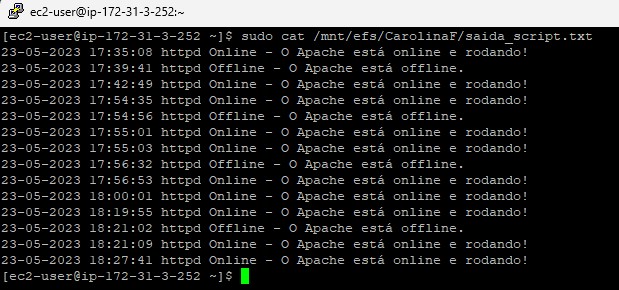 ec2-user@ip-172-31-3-252:~
[ec2-user@ip-172-31-3-252 ~]$ sudo cat /mnt/efs/CarolinaF/saida_script.txt
23-05-2023 17:35:08 httpd Online - O Apache está online e rodando!
23-05-2023 17:39:41 httpd Offline - O Apache está offline.
23-05-2023 17:42:49 httpd Online - O Apache está online e rodando!
23-05-2023 17:54:35 httpd Online - O Apache está online e rodando!
23-05-2023 17:54:56 httpd Offline - O Apache está offline.
23-05-2023 17:55:01 httpd Online - O Apache está online e rodando!
23-05-2023 17:55:03 httpd Online - O Apache está online e rodando!
23-05-2023 17:56:32 httpd Offline - O Apache está offline.
23-05-2023 17:56:53 httpd Online - O Apache está online e rodando!
23-05-2023 18:00:01 httpd Online - O Apache está online e rodando!
23-05-2023 18:19:55 httpd Online - O Apache está online e rodando!
23-05-2023 18:21:02 httpd Offline - O Apache está offline.
23-05-2023 18:21:09 httpd Online - O Apache está online e rodando!
23-05-2023 18:27:41 httpd Online - O Apache está online e rodando!
[ec2-user@ip-172-31-3-252 ~]$